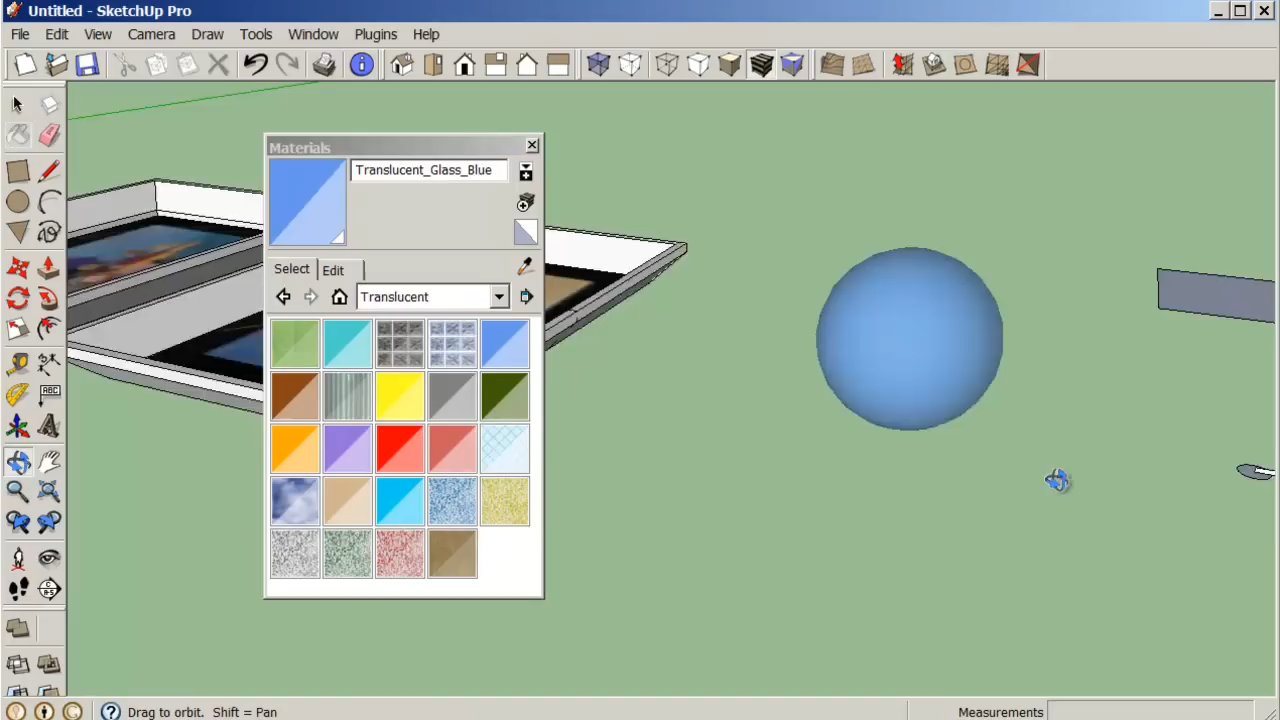 Untitled - SketchUp Pro
File Edit View Camera Draw Tools Window Plugins Help
Materials
Translucent_Glass_Blue
Select Edit
Translucent
ABC
A
Drag to orbit. Shift = Pan
Measurements